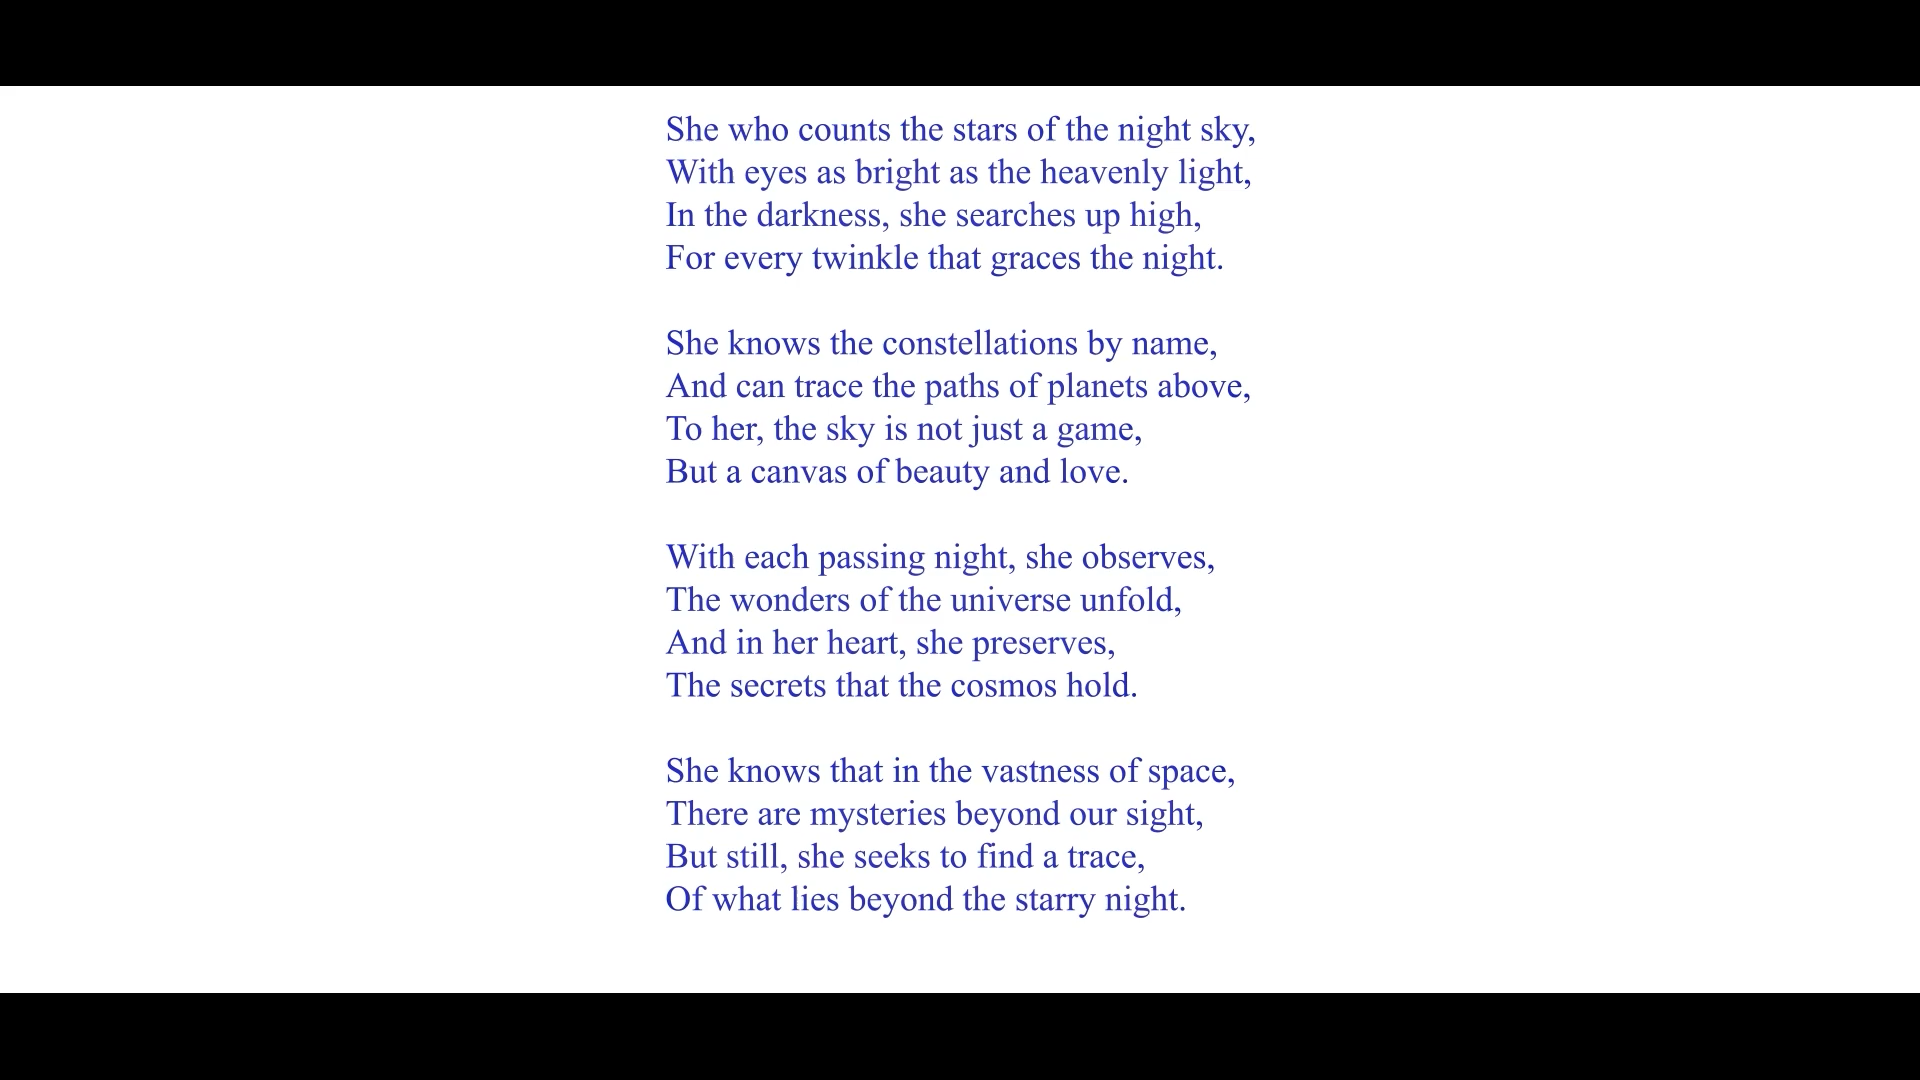 She who counts the stars of the night sky,
With eyes as bright as the heavenly light,
In the darkness, she searches up high,
For every twinkle that graces the night.

She knows the constellations by name,
And can trace the paths of planets above,
To her, the sky is not just a game,
But a canvas of beauty and love.

With each passing night, she observes,
The wonders of the universe unfold,
And in her heart, she preserves,
The secrets that the cosmos hold.

She knows that in the vastness of space,
There are mysteries beyond our sight,
But still, she seeks to find a trace,
Of what lies beyond the starry night.